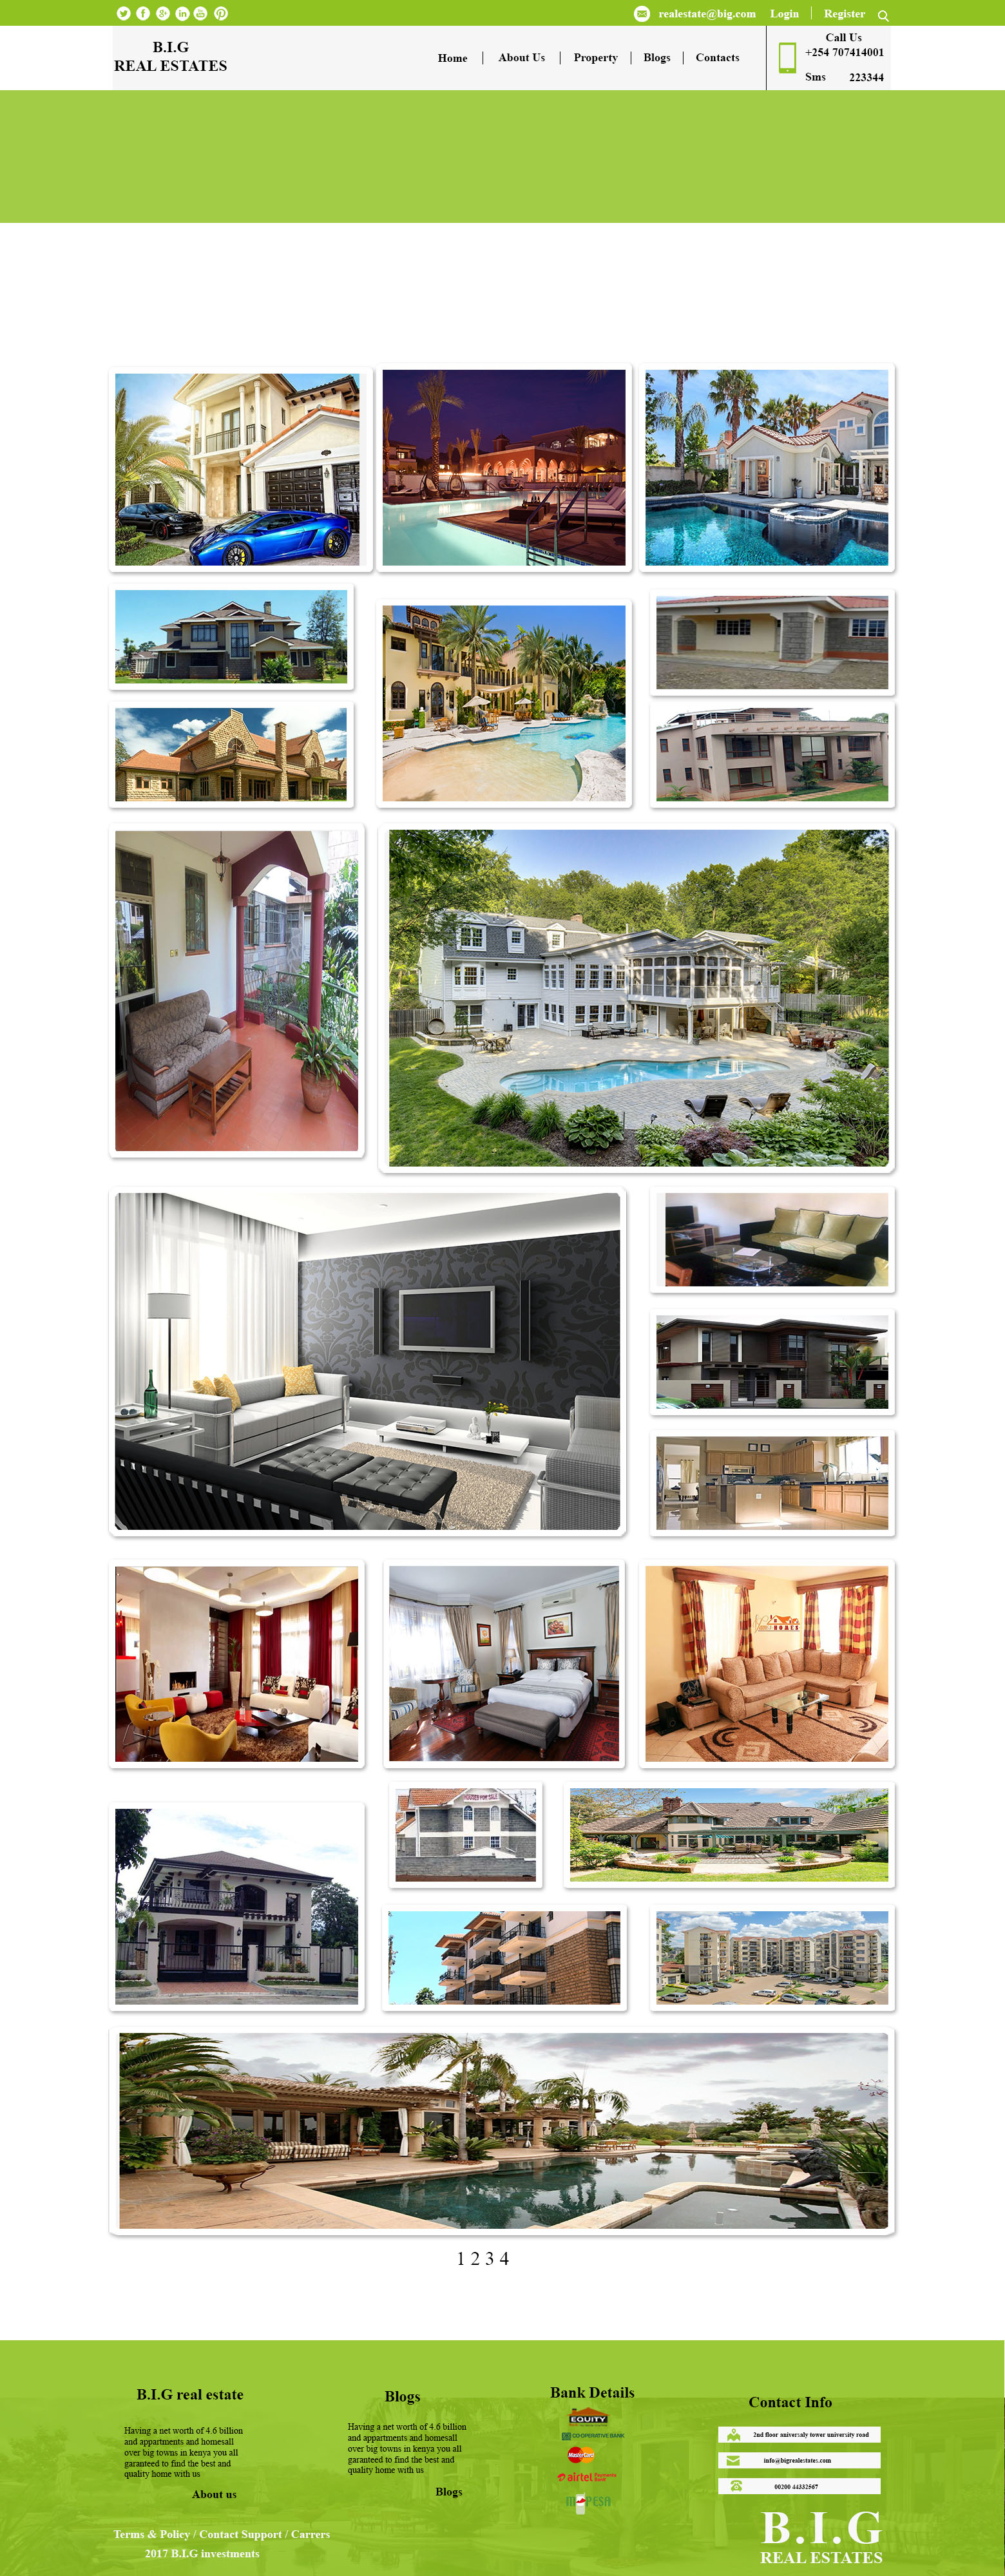 realestate@big.com Login Register
B.I.G
REAL ESTATES
Home About Us Property Blogs Contacts
Call Us
+254 707414001
Sms 223344
HOMES
HOUSES FOR SALE
1 2 3 4
B.I.G real estate
Having a net worth of 4.6 billion
and appartments and homesall
over big towns in kenya you all
garanteed to find the best and
quality home with us
About us
Blogs
Having a net worth of 4.6 billion
and appartments and homesall
over big towns in kenya you all
garanteed to find the best and
quality home with us
Blogs
Bank Details
EQUITY
CO-OPERATIVE BANK
MasterCard
airtel
M PESA
Contact Info
2nd floor aniversaly tower university road
info@bigrealestates.com
00200 44332567
Terms & Policy / Contact Support / Carrers
2017 B.I.G investments
B.I.G
REAL ESTATES